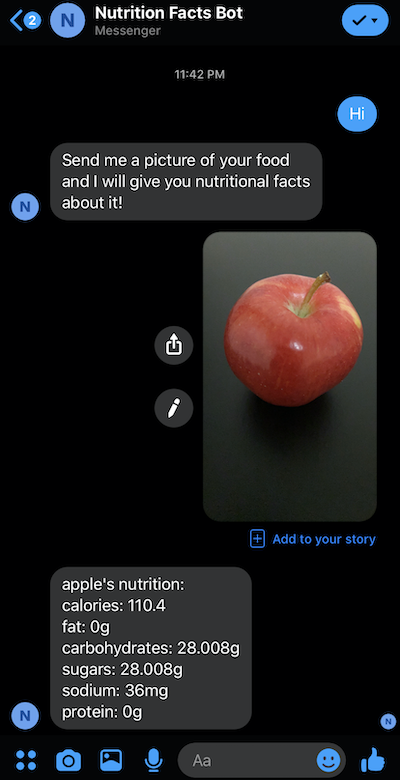 2
N
Nutrition Facts Bot
Messenger
11:42 PM
Hi
Send me a picture of your food
and I will give you nutritional facts
about it!
N
Add to your story
apple's nutrition:
calories: 110.4
fat: 0g
carbohydrates: 28.008g
sugars: 28.008g
sodium: 36mg
protein: 0g
N
N
Aa